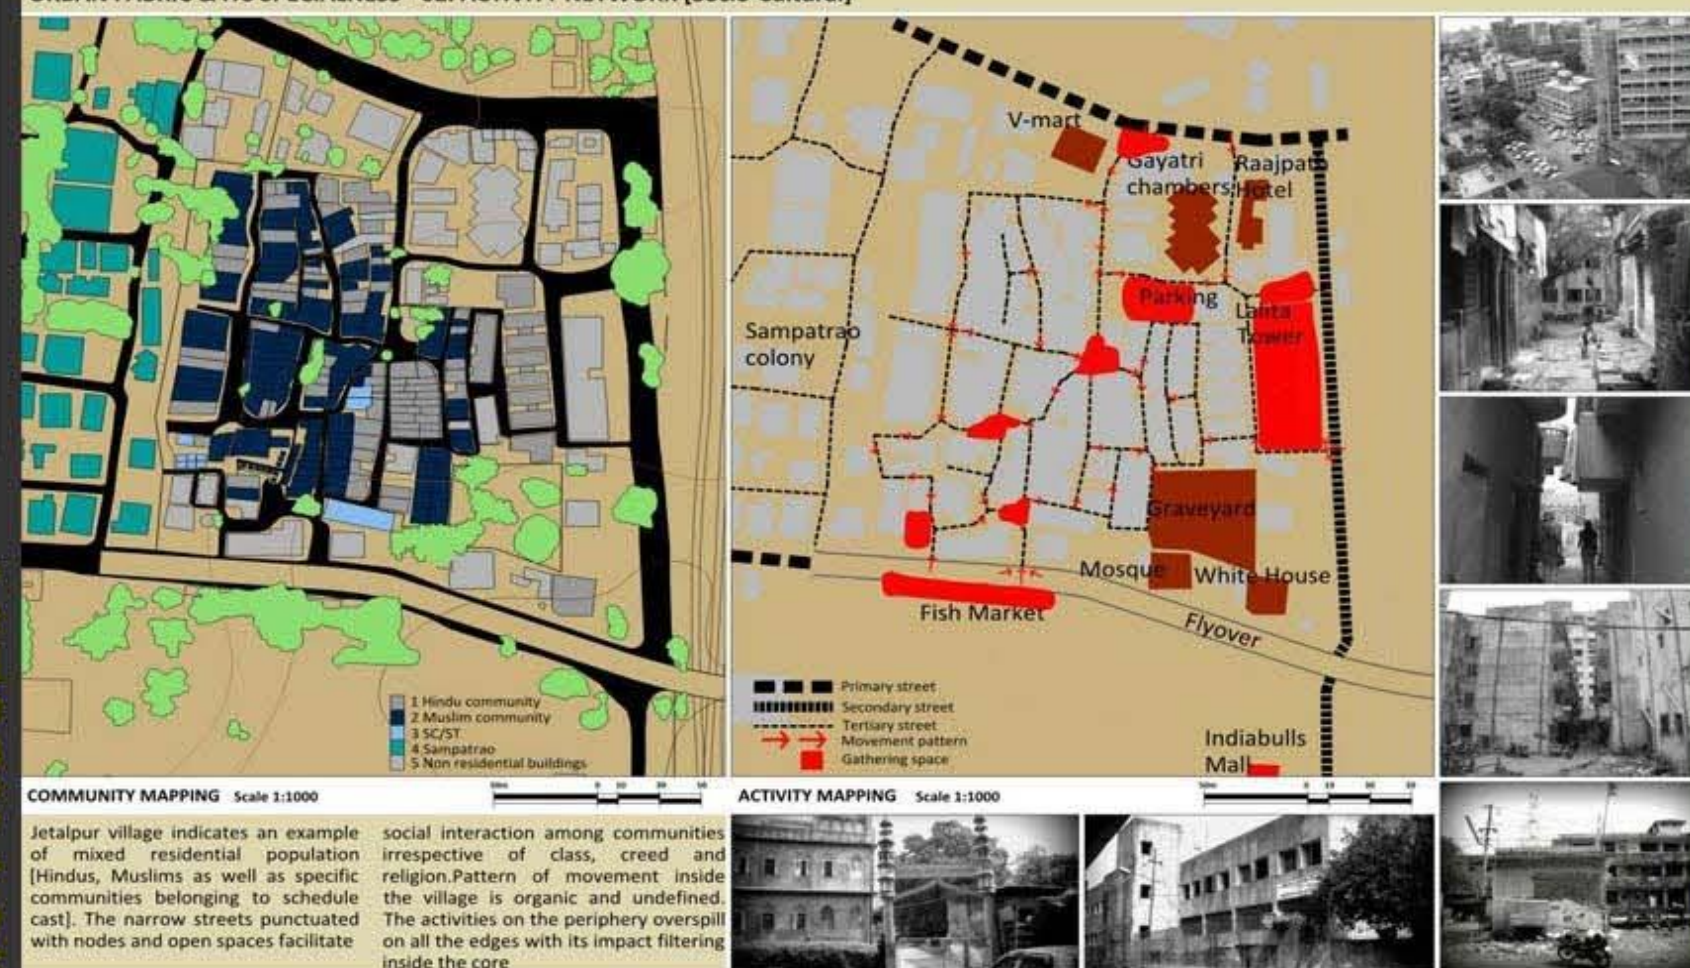 V-mart
Gayatri
chambers
Raajpath
Hotel
Parking
Lalita
Tower
Sampatrao
colony
Graveyard
Mosque
White House
Fish Market
Flyover
Primary street
Secondary street
Tertiary street
Movement pattern
Gathering space
Indiabulls
Mall
1 Hindu community
2 Muslim community
3 SC/ST
4 Sampatrao
5 Non residential buildings
COMMUNITY MAPPING Scale 1:1000
ACTIVITY MAPPING Scale 1:1000
Jetalpur village indicates an example
of mixed residential population
[Hindus, Muslims as well as specific
communities belonging to schedule
cast]. The narrow streets punctuated
with nodes and open spaces facilitate
social interaction among communities
irrespective of class, creed and
religion.Pattern of movement inside
the village is organic and undefined.
The activities on the periphery overspill
on all the edges with its impact filtering
inside the core